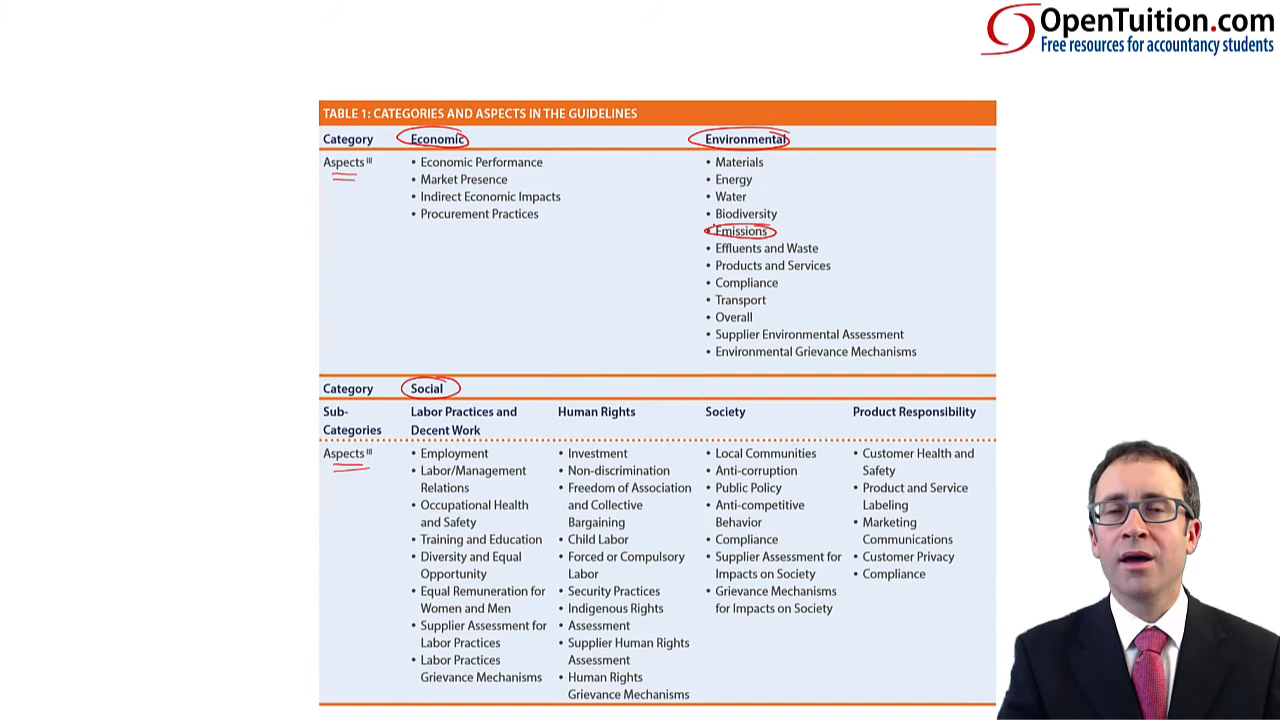 OpenTuition.com
Free resources for accountancy students
TABLE 1: CATEGORIES AND ASPECTS IN THE GUIDELINES
Category Economic Environmental
Aspects III
• Economic Performance
• Market Presence
• Indirect Economic Impacts
• Procurement Practices
• Materials
• Energy
• Water
• Biodiversity
• Emissions
• Effluents and Waste
• Products and Services
• Compliance
• Transport
• Overall
• Supplier Environmental Assessment
• Environmental Grievance Mechanisms
Category Social
Sub-
Categories
Labor Practices and
Decent Work
Human Rights
Society
Product Responsibility
Aspects III
• Employment
• Labor/Management
Relations
• Occupational Health
and Safety
• Training and Education
• Diversity and Equal
Opportunity
• Equal Remuneration for
Women and Men
• Supplier Assessment for
Labor Practices
• Labor Practices
Grievance Mechanisms
• Investment
• Non-discrimination
• Freedom of Association
and Collective
Bargaining
• Child Labor
• Forced or Compulsory
Labor
• Security Practices
• Indigenous Rights
• Assessment
• Supplier Human Rights
Assessment
• Human Rights
Grievance Mechanisms
• Local Communities
• Anti-corruption
• Public Policy
• Anti-competitive
Behavior
• Compliance
• Supplier Assessment for
Impacts on Society
• Grievance Mechanisms
for Impacts on Society
• Customer Health and
Safety
• Product and Service
Labeling
• Marketing
Communications
• Customer Privacy
• Compliance